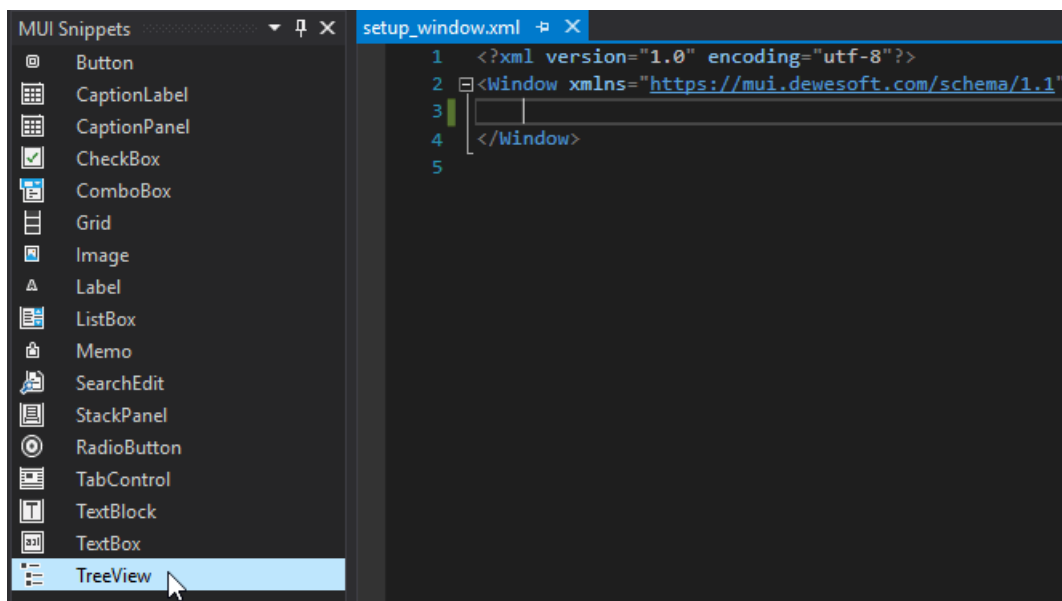 MUI Snippets
Button
CaptionLabel
CaptionPanel
CheckBox
ComboBox
Grid
Image
Label
ListBox
Memo
SearchEdit
StackPanel
RadioButton
TabControl
TextBlock
TextBox
TreeView
setup_window.xml
1 <?xml version="1.0" encoding="utf-8"?>
2 <Window xmlns="https://mui.dewesoft.com/schema/1.1"
3
4 </Window>
5